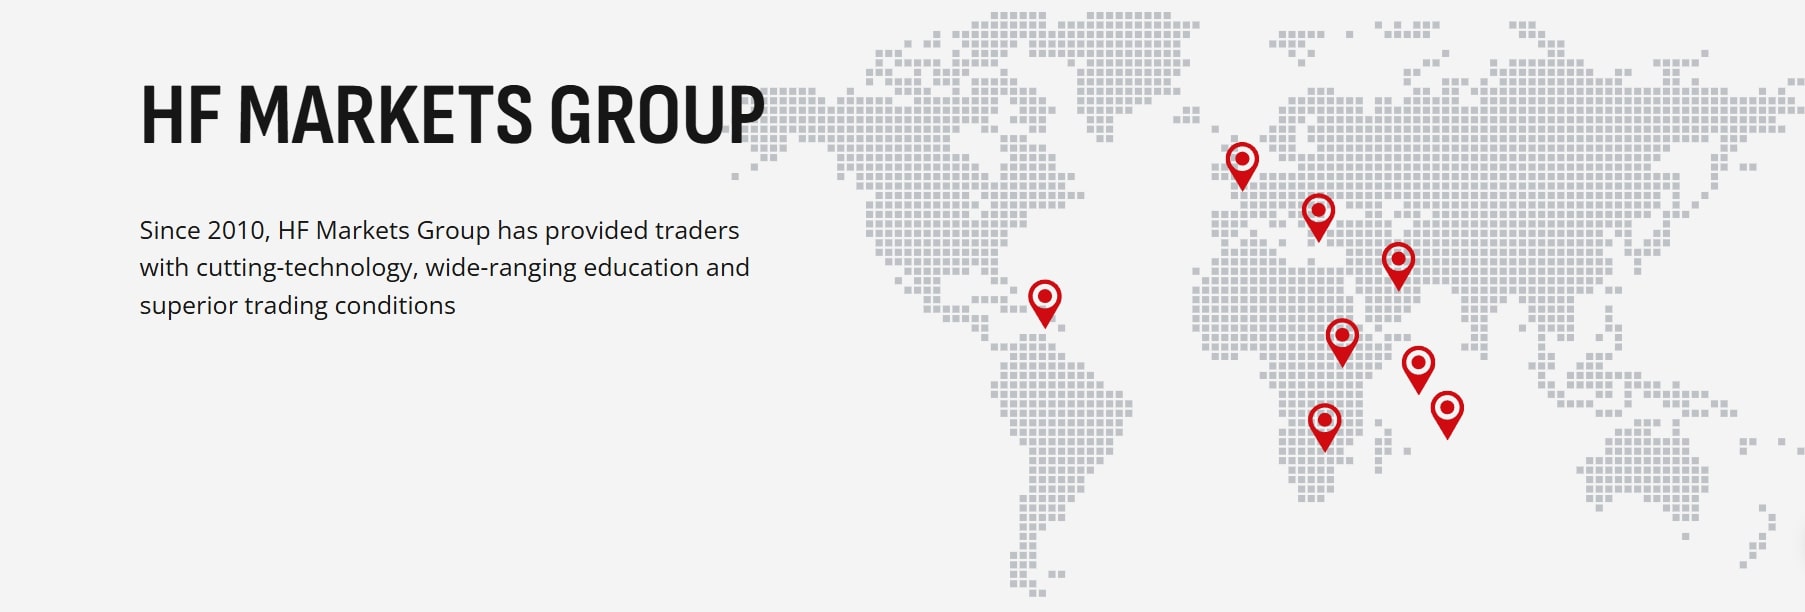 HF MARKETS GROUP
Since 2010, HF Markets Group has provided traders
with cutting-technology, wide-ranging education and
superior trading conditions